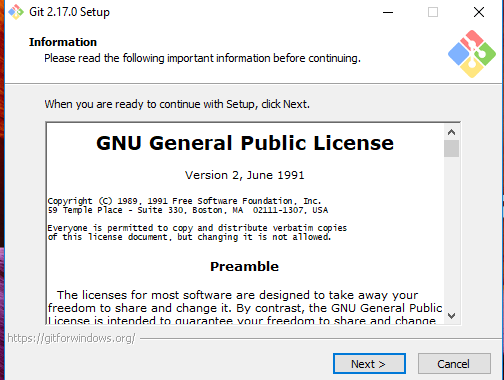 Git 2.17.0 Setup
Information
Please read the following important information before continuing.
When you are ready to continue with Setup, click Next.
GNU General Public License
Version 2, June 1991
Copyright (C) 1989, 1991 Free Software Foundation, Inc.
59 Temple Place - Suite 330, Boston, MA  02111-1307, USA
Everyone is permitted to copy and distribute verbatim copies
of this license document, but changing it is not allowed.
Preamble
The licenses for most software are designed to take away your
freedom to share and change it. By contrast, the GNU General Public
License is intended to guarantee your freedom to share and change
https://gitforwindows.org/
Next >
Cancel